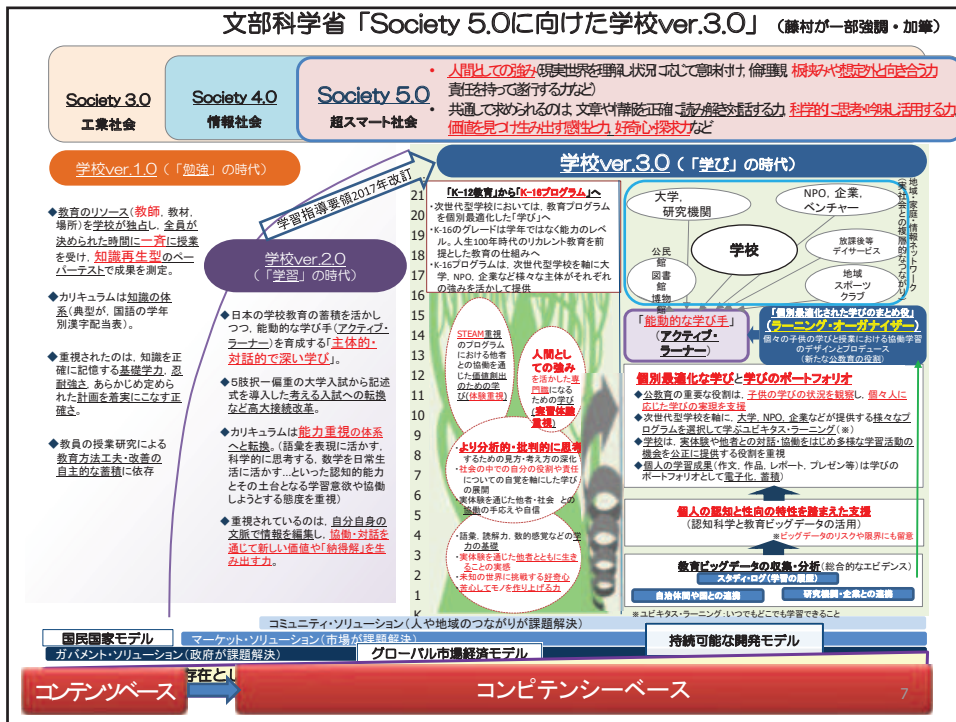 文部科学省「Society 5.0に向けた学校ver.3.0」（藤村が一部強調・加筆）
Society 3.0
工業社会
Society 4.0
情報社会
Society 5.0
超スマート社会
• 人間としての強み（現実世界を理解し状況に応じて意味付け，倫理観，板挟みや想定外と向き合う力，
責任を持って遂行する力など）
• 共通して求められるのは，文章や情報を正確に読み解き対話する力，科学的に思考・吟味し活用する力，
価値を見つけ生み出す感性と力，好奇心・探求力など
学校ver.1.0（「勉強」の時代）
◆教育のリソース（教師，教材，
場所）を学校が独占し，全員が
決められた時間に一斉に授業
を受け，知識再生型のペー
パーテストで成果を測定。
◆カリキュラムは知識の体
系（典型が，国語の学年
別漢字配当表）。
◆重視されたのは，知識を正
確に記憶する基礎学力，忍
耐強さ，あらかじめ定めら
れた計画を着実にこなす正
確さ。
◆教員の授業研究による
教育方法工夫・改善の
自主的な蓄積に依存
学習指導要領2017年改訂
学校ver.2.0
（「学習」の時代）
◆日本の学校教育の蓄積を活かし
つつ，能動的な学び手（アクティブ・
ラーナー）を育成する「主体的・
対話的で深い学び」。
◆５肢択一偏重の大学入試から記述
式を導入した考える入試への転換
など高大接続改革。
◆カリキュラムは能力重視の体系
へと転換。（語彙を表現に活かす，
科学的に思考する，数学を日常生
活に活かす…といった認知的能力
とその土台となる学習意欲や協働
しようとする態度を重視）
◆重視されているのは，自分自身の
文脈で情報を編集し，協働・対話を
通じて新しい価値や「納得解」を生
み出す力。
学校ver.3.0（「学び」の時代）
21
20
19
18
17
16
15
14
13
12
11
10
9
8
7
6
5
4
3
2
1
K
「K-12教育」から「K-16プログラム」へ
・次世代型学校においては，教育プログラム
を個別最適化した「学び」へ
・K-16のグレードは学年ではなく能力のレ
ベル。人生100年時代のリカレント教育を前
提とした教育の仕組みへ
・K-16プログラムは，次世代型学校を軸に大
学，NPO，企業など様々な主体がそれぞれ
の強みを活かして提供
STEAM重視
のプログラム
における他者
との協働を通
じた価値創出
のための学
び（体験重視）
人間とし
ての強み
を活かした専
門職になる
ための学び
（実習体験
重視）
・より分析的・批判的に思考
するための見方・考え方の深化
・社会の中での自分の役割や責任
についての自覚を軸にした学び
の展開
・実体験を通じた他者・社会 との
協働の手応えや自信
・語彙，読解力，数的感覚などの学
力の基礎
・実体験を通じた他者とともに生き
ることの実感
・未知の世界に挑戦する好奇心
・苦心してモノを作り上げる力
大学，
研究機関
NPO，企業，
ベンチャー
学校
公民
館
図書
館
博物
館
放課後等
デイサービス
地域
スポーツ
クラブ
地域・家庭・情報ネットワーク
（実社会との複層的なつながり）
「能動的な学び手」
（アクティブ・
ラーナー）
「個別最適化された学びのまとめ役」
（ラーニング・オーガナイザー）
個々の子供の学びと授業における協働学習
のデザインとプロデュース
（新たな公教育の役割）
個別最適化な学びと学びのポートフォリオ
◆公教育の重要な役割は，子供の学びの状況を観察し，個々人に
応じた学びの実現を支援
◆次世代型学校を軸に，大学，NPO，企業などが提供する様々なプ
ログラムを選択して学ぶユビキタス・ラーニング（※）
◆学校は，実体験や他者との対話・協働をはじめ多様な学習活動の
機会を公正に提供する役割を重視
◆個人の学習成果（作文，作品，レポート，プレゼン等）は学びの
ポートフォリオとして電子化，蓄積
個人の認知と性向の特性を踏まえた支援
（認知科学と教育ビッグデータの活用）
※ビッグデータのリスクや限界にも留意
教育ビッグデータの収集・分析（総合的なエビデンス）
スタディ・ログ（学習の履歴）
自治体間や国との連携
研究機関・企業との連携
※ユビキタス・ラーニング：いつでもどこでも学習できること
コミュニティ・ソリューション（人や地域のつながりが課題解決）
国民国家モデル
マーケット・ソリューション（市場が課題解決）
持続可能な開発モデル
ガバメント・ソリューション（政府が課題解決）
グローバル市場経済モデル
存在とし
コンテンツベース
コンピテンシーベース
7